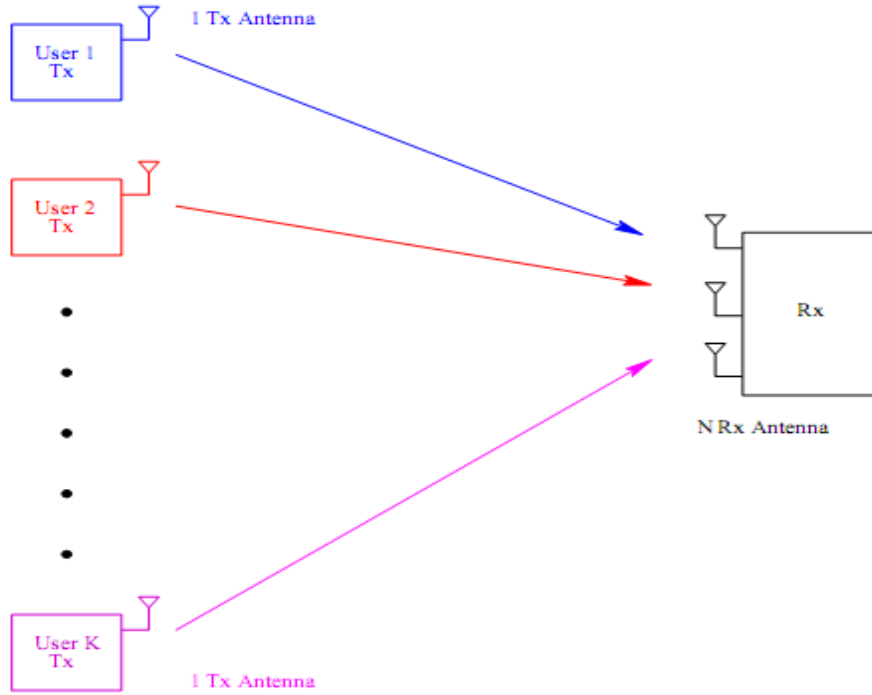 1 Tx Antenna
User 1
Tx
User 2
Tx
Rx
N Rx Antenna
User K
Tx
1 Tx Antenna